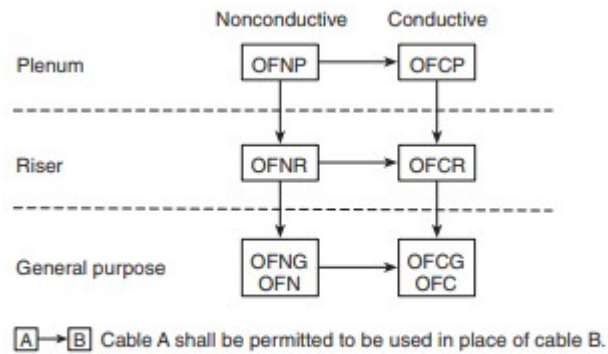 Nonconductive Conductive
Plenum OFNP OFCP
Riser OFNR OFCR
General purpose OFNG OFN OFCG OFC
A B Cable A shall be permitted to be used in place of cable B.